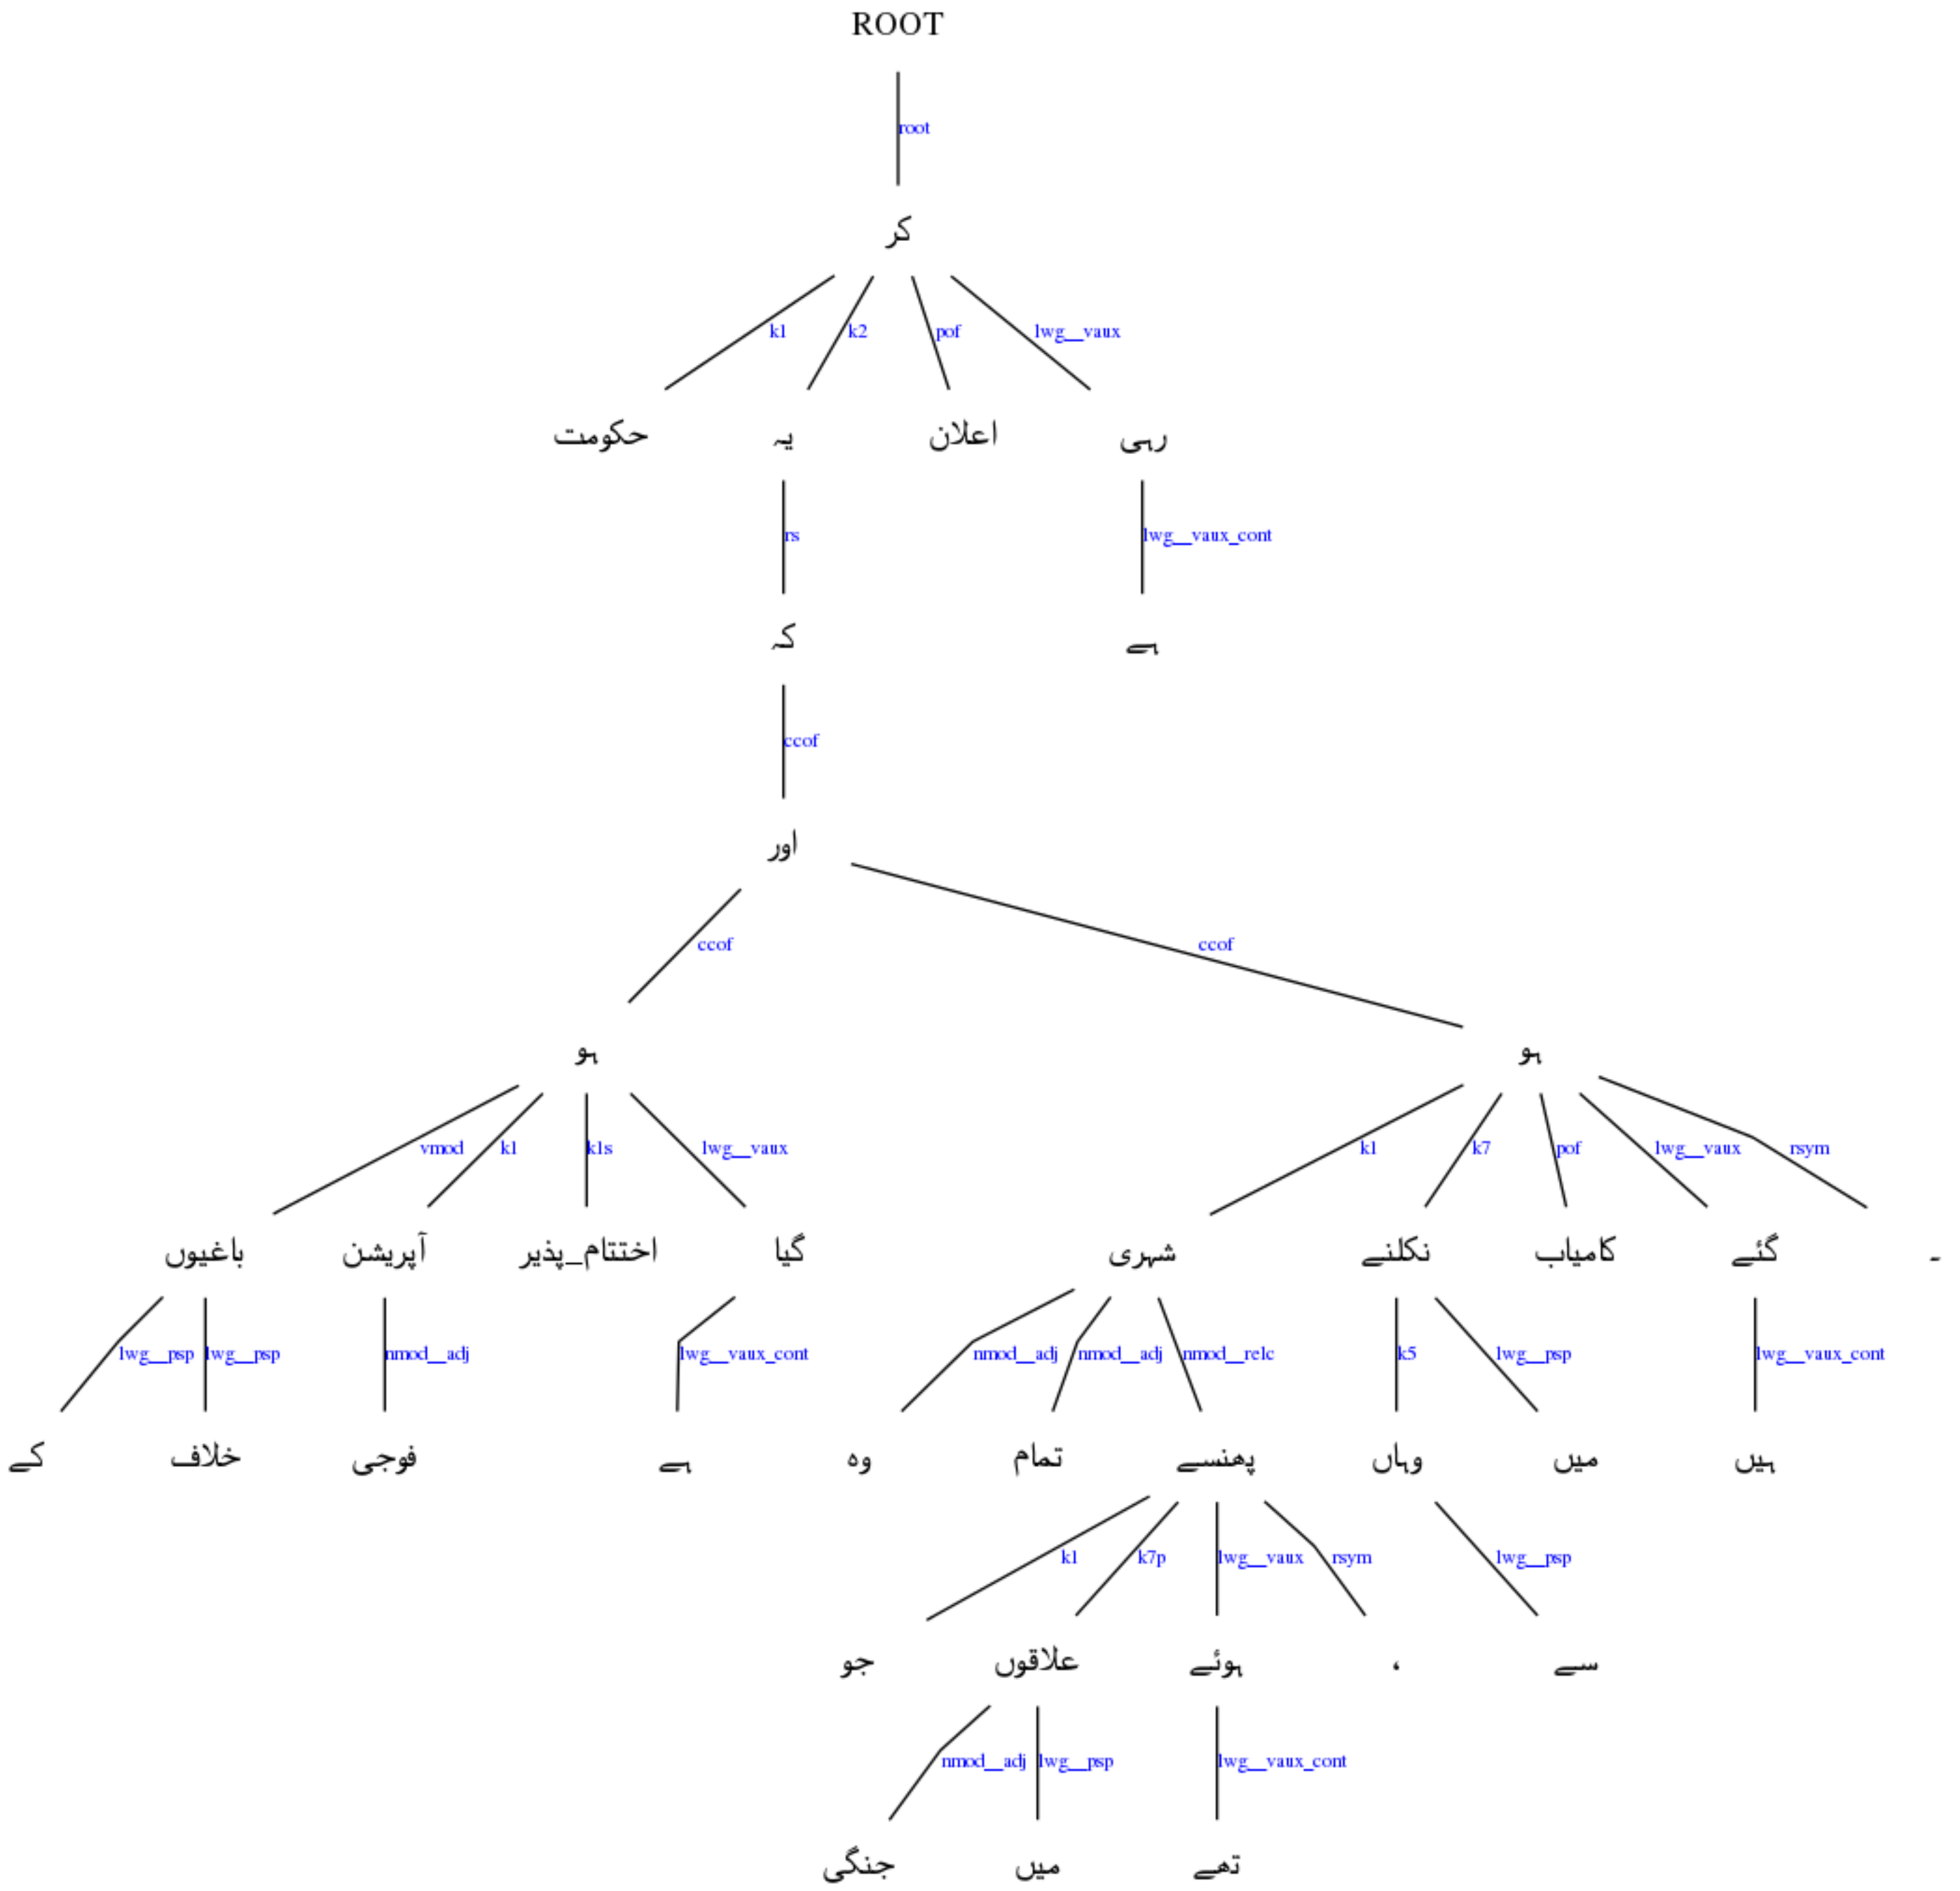 ROOT
root
کر
k1 k2 pof lwg__vaux
حکومت یہ اعلان رہی
rs lwg__vaux_cont
کہ ہے
ccof
اور
ccof ccof
ہو ہو
vmod k1 k1s lwg__vaux k1 k7 pof lwg__vaux rsym
باغیوں آپریشن اختتام_پذیر گیا شہری نکلنے کامیاب گئے ۔
lwg__psp lwg__psp nmod__adj lwg__vaux_cont nmod__adj nmod__adj nmod__relc k5 lwg__psp lwg__vaux_cont
کے خلاف فوجی ہے وہ تمام پھنسے وہاں میں ہیں
k1 k7p lwg__vaux rsym lwg__psp
جو علاقوں ہوئے ، سے
nmod__adj lwg__psp lwg__vaux_cont
جنگی میں تھے